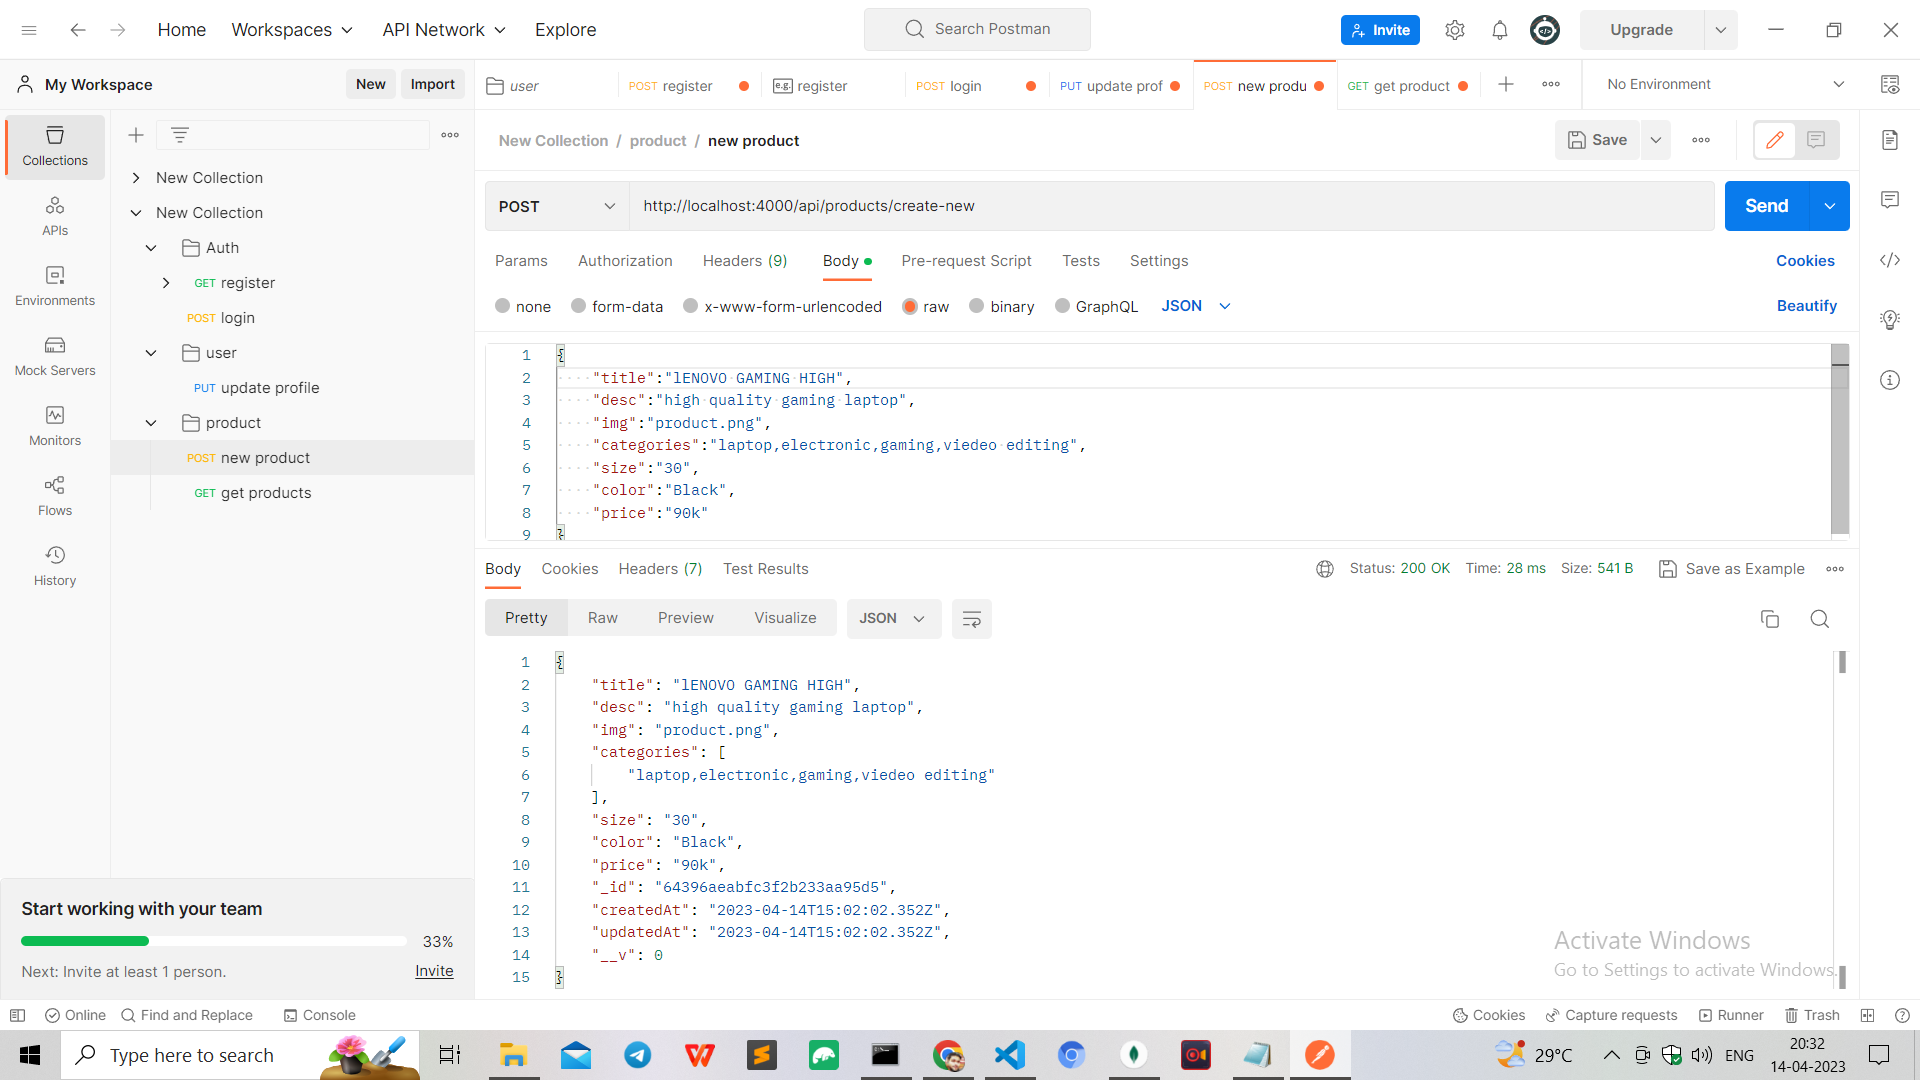 Home Workspaces API Network Explore Search Postman Invite Upgrade
My Workspace New Import user POST register e.g. register POST login PUT update prof POST new produ GET get product No Environment
New Collection / product / new product Save
Collections
APIs
Environments
Mock Servers
Monitors
Flows
History
New Collection
New Collection
Auth
GET register
POST login
user
PUT update profile
product
POST new product
GET get products
POST http://localhost:4000/api/products/create-new Send
Params Authorization Headers (9) Body Pre-request Script Tests Settings Cookies
none form-data x-www-form-urlencoded raw binary GraphQL JSON Beautify
1 {
2 "title":"lENOVO GAMING HIGH",
3 "desc":"high quality gaming laptop",
4 "img":"product.png",
5 "categories":"laptop,electronic,gaming,viedeo editing",
6 "size":"30",
7 "color":"Black",
8 "price":"90k"
9 }
Body Cookies Headers (7) Test Results Status: 200 OK Time: 28 ms Size: 541 B Save as Example
Pretty Raw Preview Visualize JSON
1 {
2 "title": "lENOVO GAMING HIGH",
3 "desc": "high quality gaming laptop",
4 "img": "product.png",
5 "categories": [
6 "laptop,electronic,gaming,viedeo editing"
7 ],
8 "size": "30",
9 "color": "Black",
10 "price": "90k",
11 "_id": "64396aeabfc3f2b233aa95d5",
12 "createdAt": "2023-04-14T15:02:02.352Z",
13 "updatedAt": "2023-04-14T15:02:02.352Z",
14 "__v": 0
15 }
Start working with your team
33%
Next: Invite at least 1 person. Invite
Activate Windows
Go to Settings to activate Windows.
Online Find and Replace Console Cookies Capture requests Runner Trash
Type here to search 29°C ENG 20:32
14-04-2023